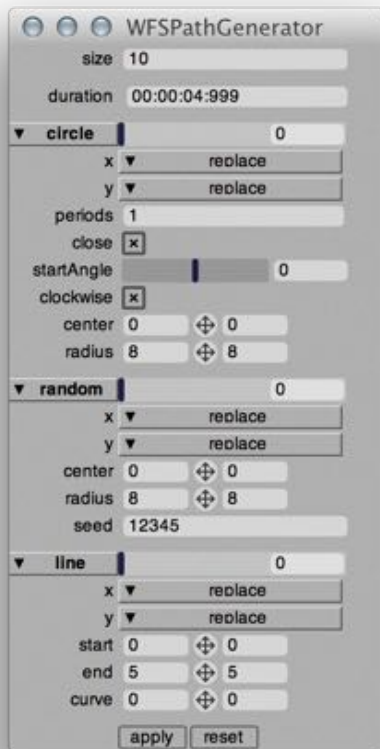 WFSPathGenerator
size 10
duration 00:00:04:999
circle 0
x replace
y replace
periods 1
close x
startAngle 0
clockwise x
center 0 0
radius 8 8
random 0
x replace
y replace
center 0 0
radius 8 8
seed 12345
line 0
x replace
y replace
start 0 0
end 5 5
curve 0 0
apply reset